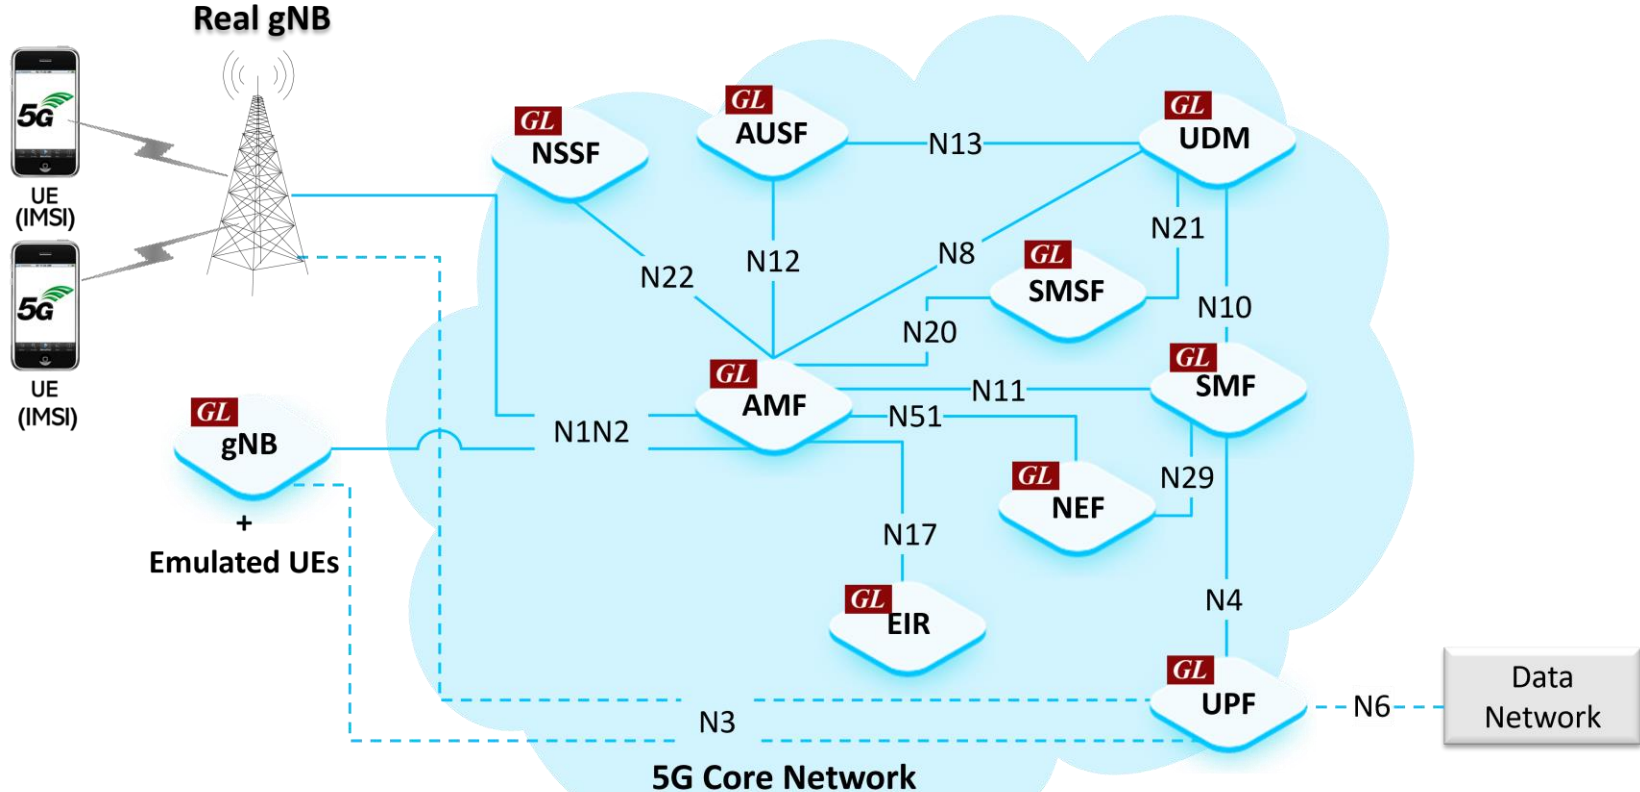 Real gNB
5G
UE
(IMSI)
5G
UE
(IMSI)
GL
NSSF
GL
AUSF
N13
GL
UDM
N22
N12
N8
N21
GL
SMSF
N20
N10
GL
AMF
N11
GL
SMF
GL
gNB
+
Emulated UEs
N1N2
N51
GL
NEF
N29
N17
GL
EIR
N4
GL
UPF
N3
N6
Data
Network
5G Core Network